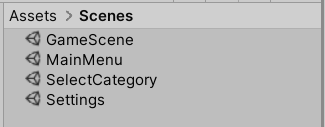 Assets > Scenes
GameScene
MainMenu
SelectCategory
Settings